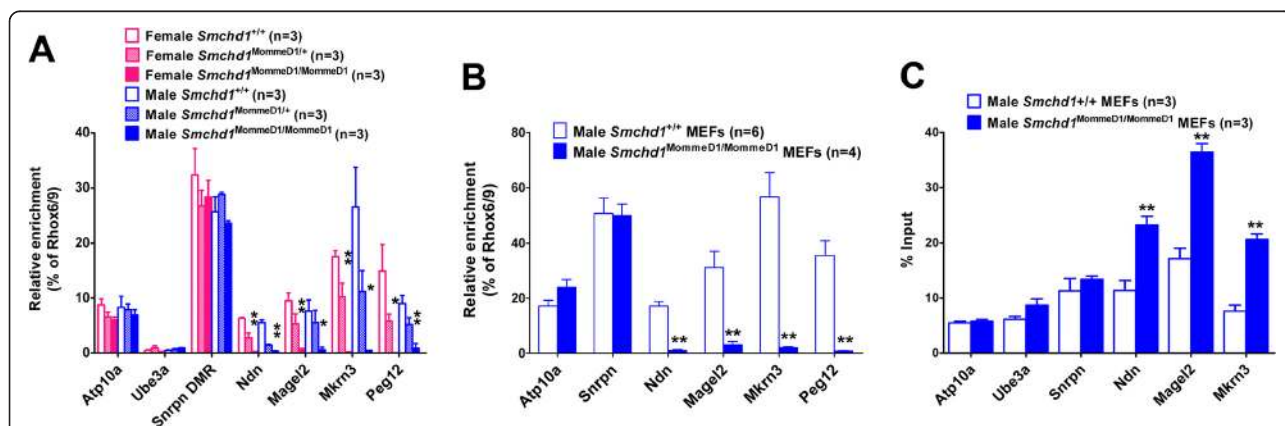 A
Female Smchd1+/+ (n=3)
Female Smchd1MommeD1/+ (n=3)
Female Smchd1MommeD1/MommeD1 (n=3)
Male Smchd1+/+ (n=3)
Male Smchd1MommeD1/+ (n=3)
Male Smchd1MommeD1/MommeD1 (n=3)
Relative enrichment
(% of Rhox6/9)
40
30
20
10
0
** ** ** * ** * * **
Atp10a
Ube3a
Snrpn DMR
Ndn
Magel2
Mkrn3
Peg12
B
Male Smchd1+/+ MEFs (n=6)
Male Smchd1MommeD1/MommeD1 MEFs (n=4)
Relative enrichment
(% of Rhox6/9)
80
60
40
20
0
** ** ** **
Atp10a
Snrpn
Ndn
Magel2
Mkrn3
Peg12
C
Male Smchd1+/+ MEFs (n=3)
Male Smchd1MommeD1/MommeD1 MEFs (n=3)
% Input
40
30
20
10
0
** ** **
Atp10a
Ube3a
Snrpn
Ndn
Magel2
Mkrn3